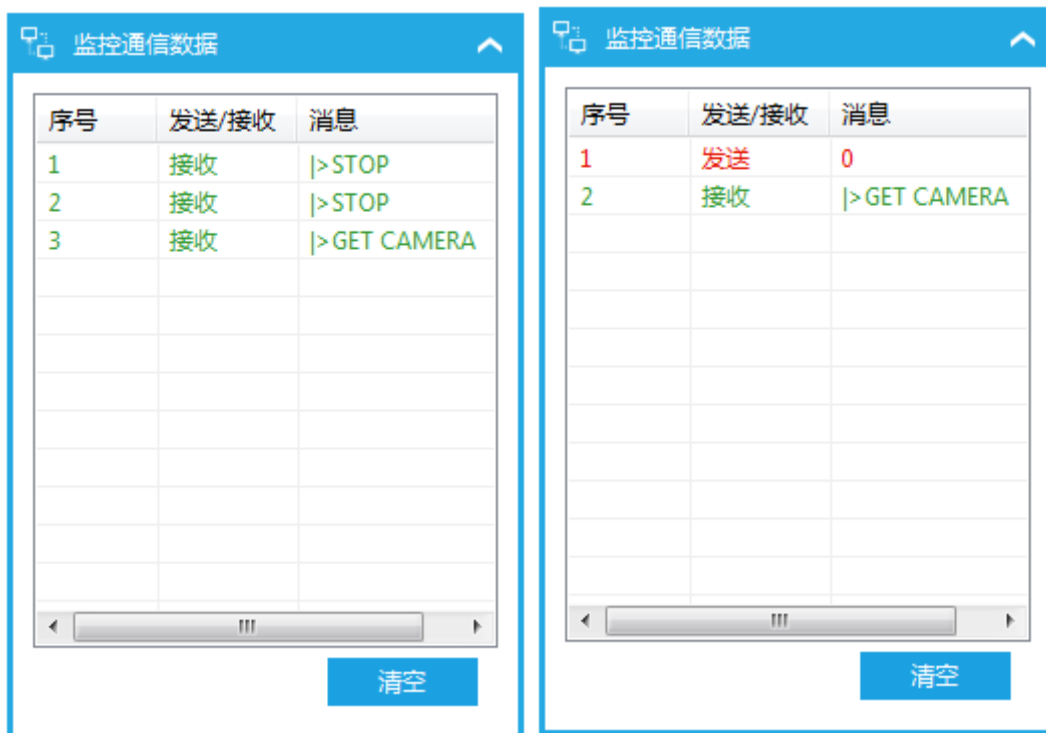 监控通信数据
序号 发送/接收 消息
1 接收 |>STOP
2 接收 |>STOP
3 接收 |>GET CAMERA
清空
监控通信数据
序号 发送/接收 消息
1 发送 0
2 接收 |>GET CAMERA
清空